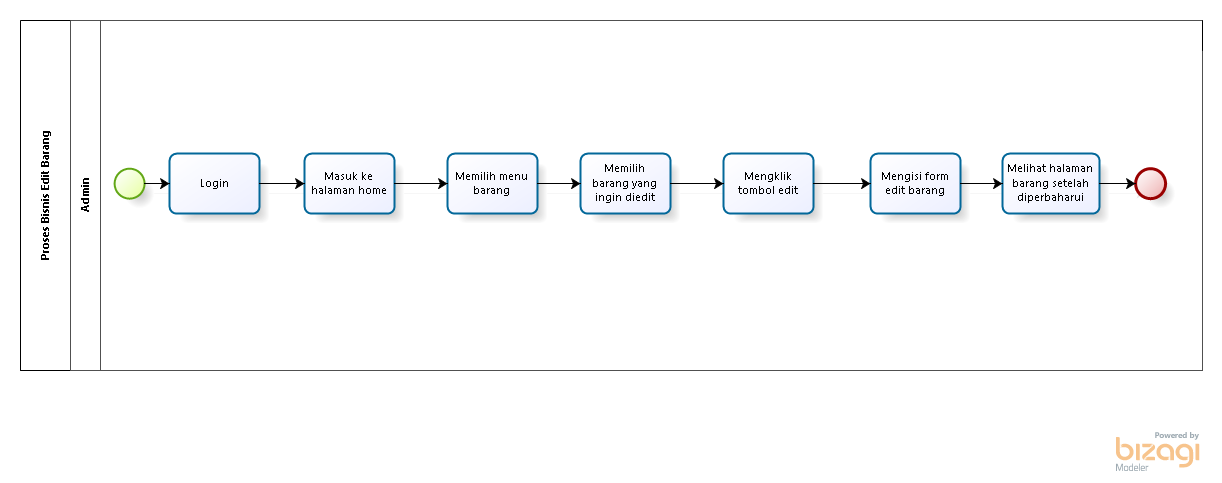 Proses Bisnis Edit Barang
Admin
Login
Masuk ke
halaman home
Memilih menu
barang
Memilih
barang yang
ingin diedit
Mengklik
tombol edit
Mengisi form
edit barang
Melihat halaman
barang setelah
diperbaharui
Powered by
bizagi
Modeler